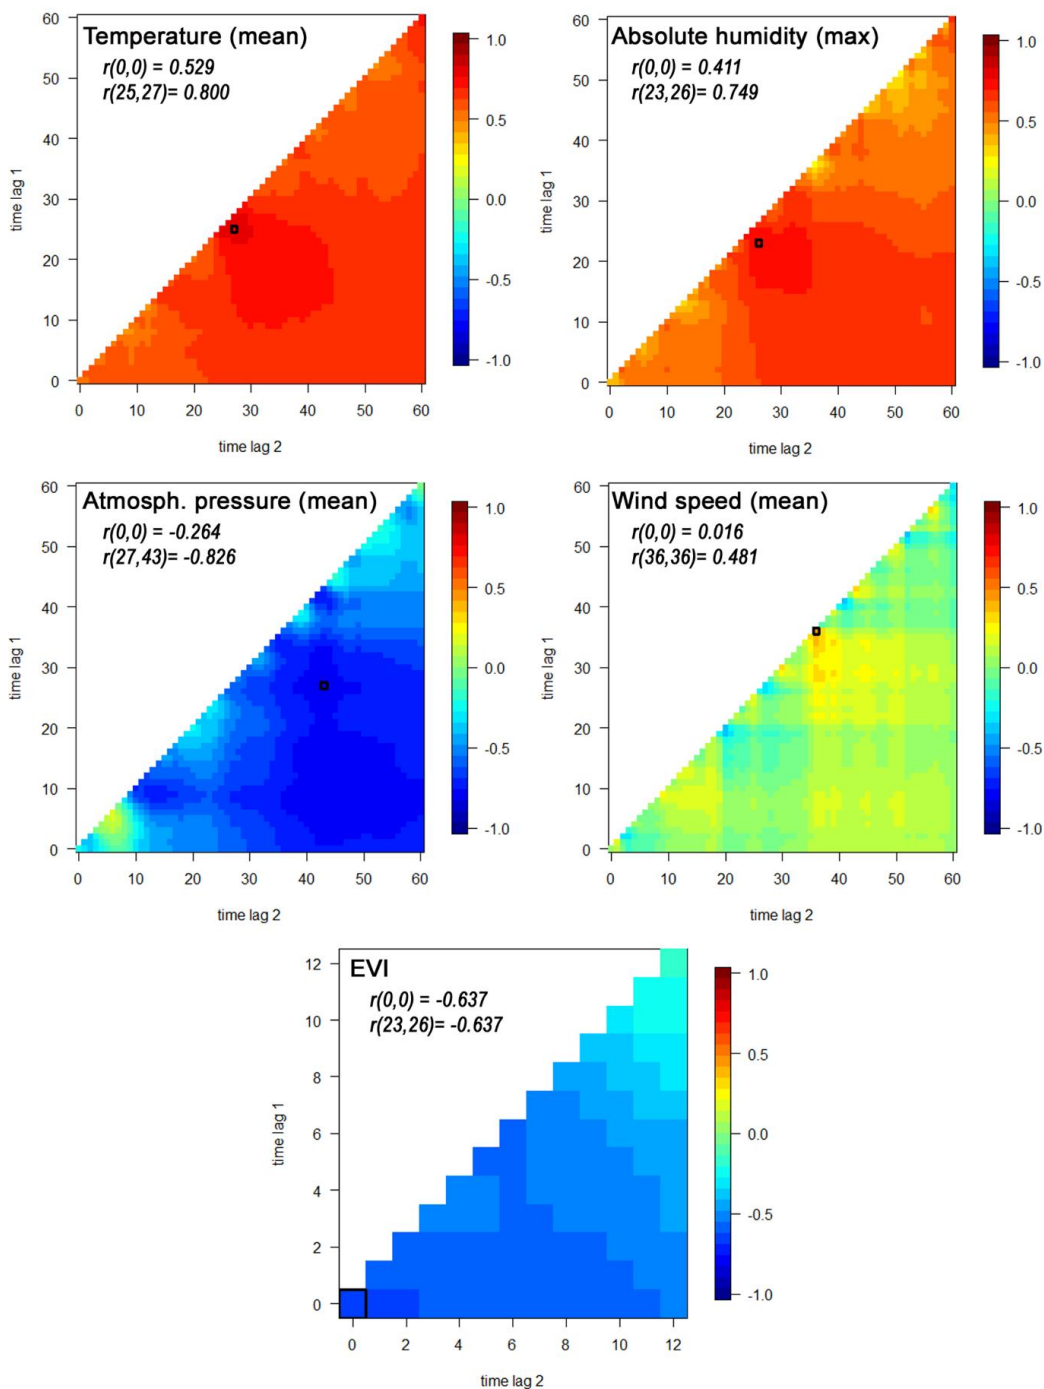 Temperature (mean)
r(0,0) = 0.529
r(25,27)= 0.800
60
50
40
30
20
10
0
time lag 1
0 10 20 30 40 50 60
time lag 2
1.0
0.5
0.0
-0.5
-1.0
Absolute humidity (max)
r(0,0) = 0.411
r(23,26)= 0.749
60
50
40
30
20
10
0
time lag 1
0 10 20 30 40 50 60
time lag 2
1.0
0.5
0.0
-0.5
-1.0
Atmosph. pressure (mean)
r(0,0) = -0.264
r(27,43)= -0.826
60
50
40
30
20
10
0
time lag 1
0 10 20 30 40 50 60
time lag 2
1.0
0.5
0.0
-0.5
-1.0
Wind speed (mean)
r(0,0) = 0.016
r(36,36)= 0.481
60
50
40
30
20
10
0
time lag 1
0 10 20 30 40 50 60
time lag 2
1.0
0.5
0.0
-0.5
-1.0
EVI
r(0,0) = -0.637
r(23,26)= -0.637
12
10
8
6
4
2
0
time lag 1
0 2 4 6 8 10 12
time lag 2
1.0
0.5
0.0
-0.5
-1.0